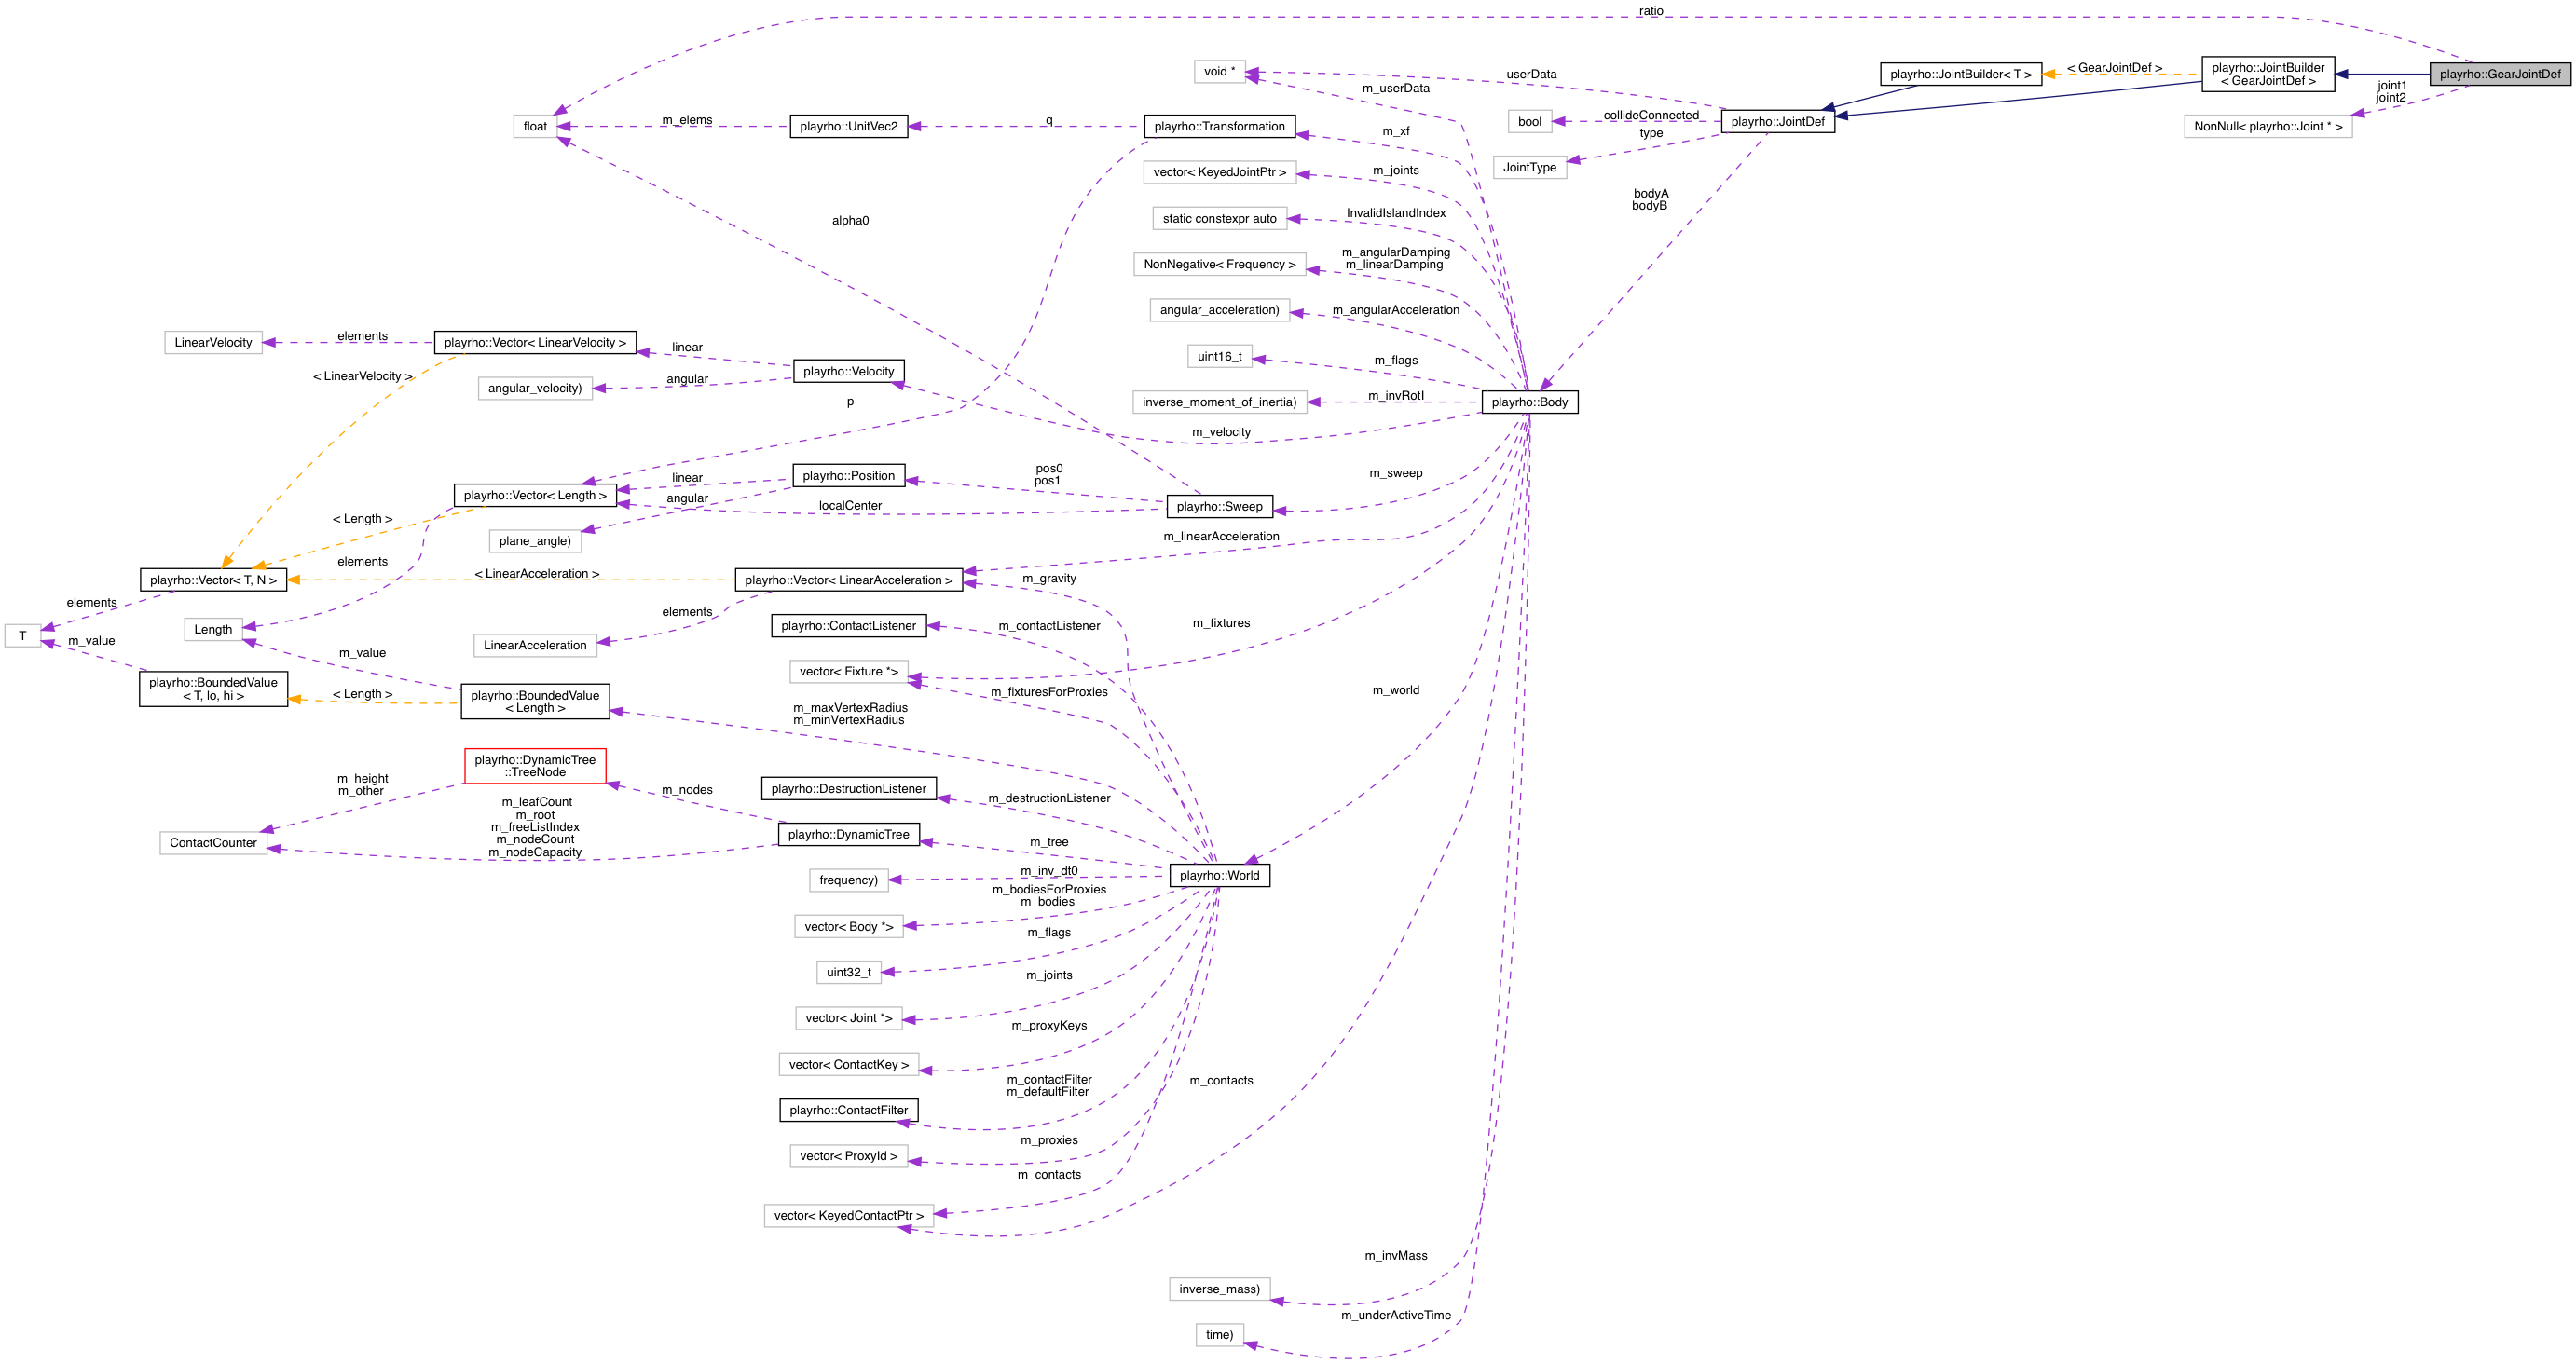 ratio
void *
userData
m_userData
playrho::JointBuilder< T >
< GearJointDef >
playrho::JointBuilder
< GearJointDef >
playrho::GearJointDef
joint1
joint2
NonNull< playrho::Joint * >
float
m_elems
playrho::UnitVec2
q
playrho::Transformation
m_xf
bool
collideConnected
type
playrho::JointDef
JointType
vector< KeyedJointPtr >
m_joints
bodyA
bodyB
static constexpr auto
InvalidIslandIndex
alpha0
NonNegative< Frequency >
m_angularDamping
m_linearDamping
angular_acceleration)
m_angularAcceleration
LinearVelocity
elements
playrho::Vector< LinearVelocity >
linear
playrho::Velocity
uint16_t
m_flags
< LinearVelocity >
angular_velocity)
angular
p
inverse_moment_of_inertia)
m_invRotI
playrho::Body
m_velocity
playrho::Vector< Length >
linear
playrho::Position
pos0
pos1
m_sweep
angular
localCenter
playrho::Sweep
< Length >
plane_angle)
m_linearAcceleration
elements
playrho::Vector< T, N >
< LinearAcceleration >
playrho::Vector< LinearAcceleration >
m_gravity
elements
T
Length
elements
LinearAcceleration
playrho::ContactListener
m_contactListener
m_fixtures
m_value
m_value
vector< Fixture *>
m_fixturesForProxies
m_world
playrho::BoundedValue
< T, lo, hi >
< Length >
playrho::BoundedValue
< Length >
m_maxVertexRadius
m_minVertexRadius
playrho::DynamicTree
::TreeNode
m_height
m_other
m_nodes
playrho::DestructionListener
m_destructionListener
m_leafCount
m_root
m_freeListIndex
m_nodeCount
m_nodeCapacity
ContactCounter
playrho::DynamicTree
m_tree
frequency)
m_inv_dt0
playrho::World
m_bodiesForProxies
m_bodies
vector< Body *>
m_flags
uint32_t
m_joints
vector< Joint *>
m_proxyKeys
vector< ContactKey >
m_contactFilter
m_defaultFilter
m_contacts
playrho::ContactFilter
m_proxies
vector< ProxyId >
m_contacts
vector< KeyedContactPtr >
m_invMass
inverse_mass)
m_underActiveTime
time)